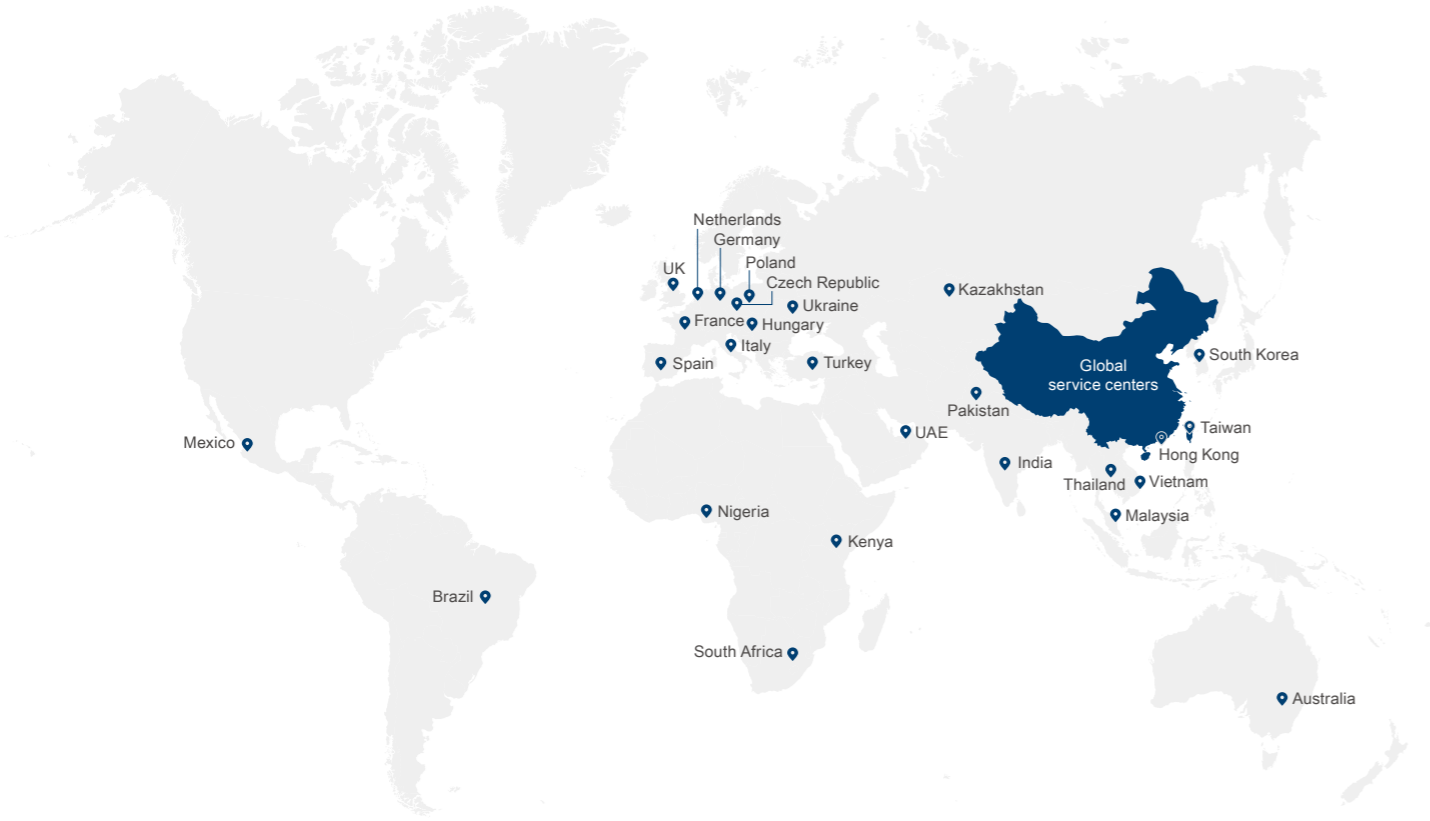 Netherlands
Germany
Poland
UK
Czech Republic
Kazakhstan
Ukraine
France
Hungary
Italy
South Korea
Spain
Turkey
Global
service centers
Pakistan
Taiwan
UAE
Mexico
Hong Kong
India
Thailand
Vietnam
Nigeria
Malaysia
Kenya
Brazil
South Africa
Australia